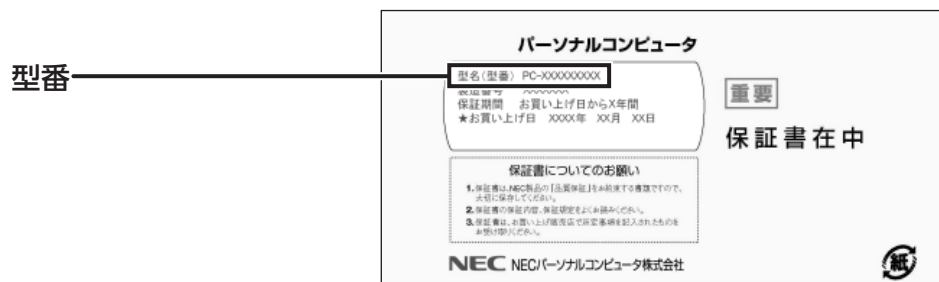 型番
パーソナルコンピュータ
型名(型番) PC-XXXXXXXXX
製造番号 XXXXXXX
保証期間 お買い上げ日からX年間
★お買い上げ日 XXXX年 XX月 XX日
重要
保証書在中
保証書についてのお願い
1.保証書は、NEC製品の「品質保証」をお約束する書類ですので、
大切に保存してください。
2.保証書の保証内容、保証規定をよくお読みください。
3.保証書は、お買い上げ販売店で所定事項を記入されたものを
お受け取りください。
NEC NECパーソナルコンピュータ株式会社
紙